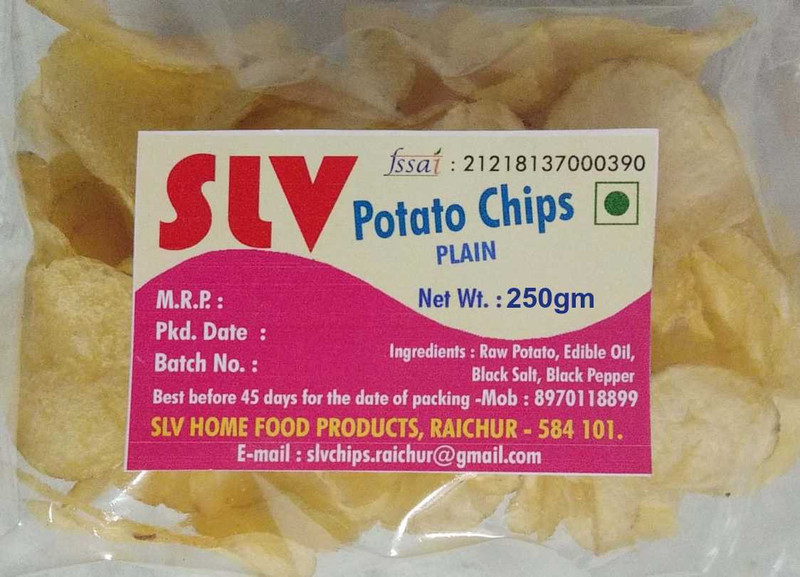 SLV
fssai : 21218137000390
Potato Chips
PLAIN
Net Wt. : 250gm
M.R.P. :
Pkd. Date :
Batch No. :
Ingredients : Raw Potato, Edible Oil,
Black Salt, Black Pepper
Best before 45 days for the date of packing -Mob : 8970118899
SLV HOME FOOD PRODUCTS, RAICHUR - 584 101.
E-mail : slvchips.raichur@gmail.com